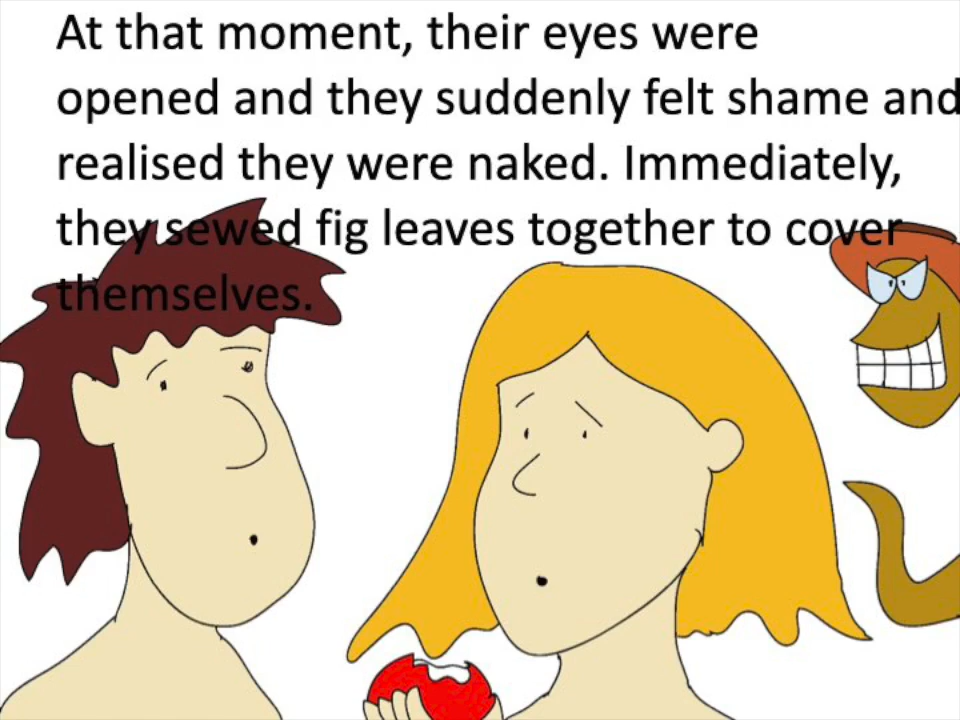 At that moment, their eyes were
opened and they suddenly felt shame and
realised they were naked. Immediately,
they sewed fig leaves together to cover
themselves.